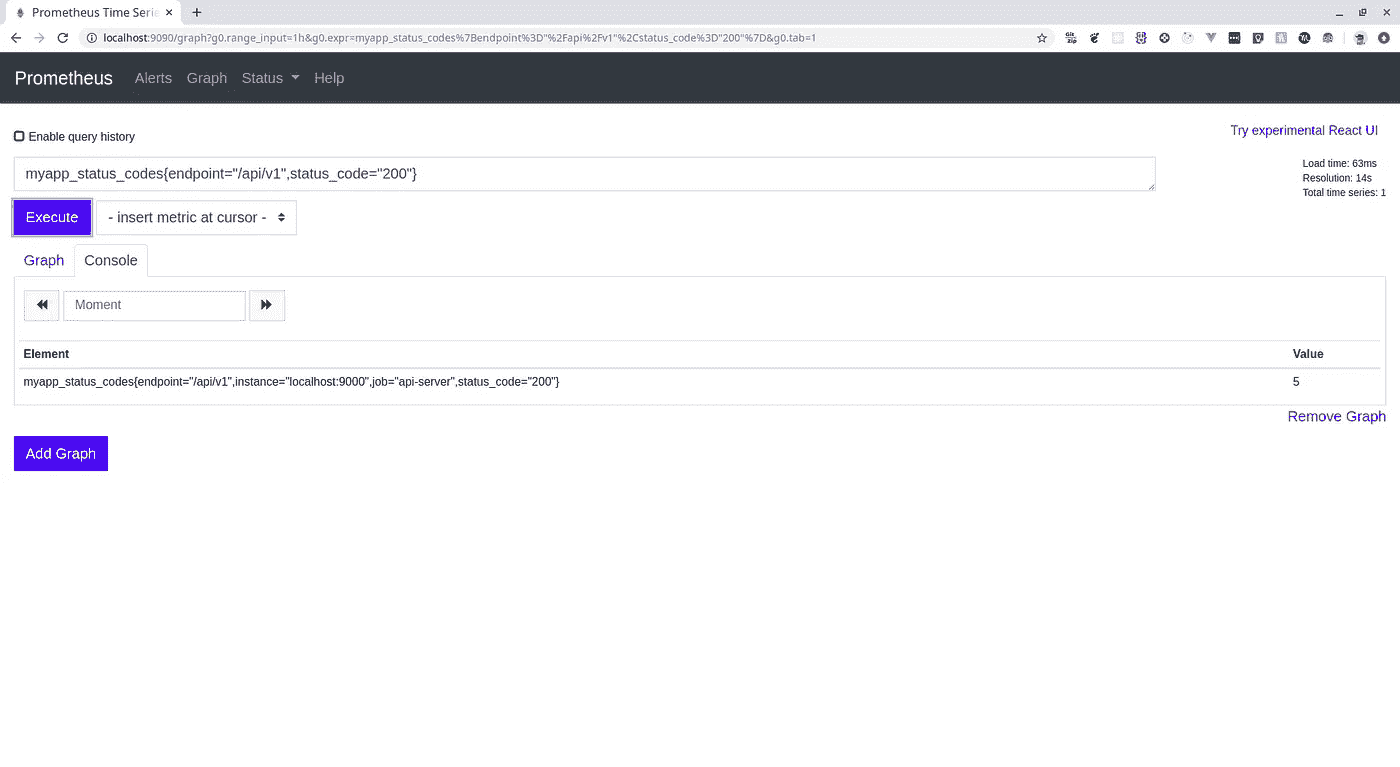 Prometheus Time Serie
localhost:9090/graph?g0.range_input=1h&g0.expr=myapp_status_codes%7Bendpoint%3D"%2Fapi%2Fv1"%2Cstatus_code%3D"200"%7D&g0.tab=1
Prometheus Alerts Graph Status Help
Enable query history
Try experimental React UI
myapp_status_codes{endpoint="/api/v1",status_code="200"}
Load time: 63ms
Resolution: 14s
Total time series: 1
Execute - insert metric at cursor -
Graph Console
Moment
Element Value
myapp_status_codes{endpoint="/api/v1",instance="localhost:9000",job="api-server",status_code="200"} 5
Remove Graph
Add Graph